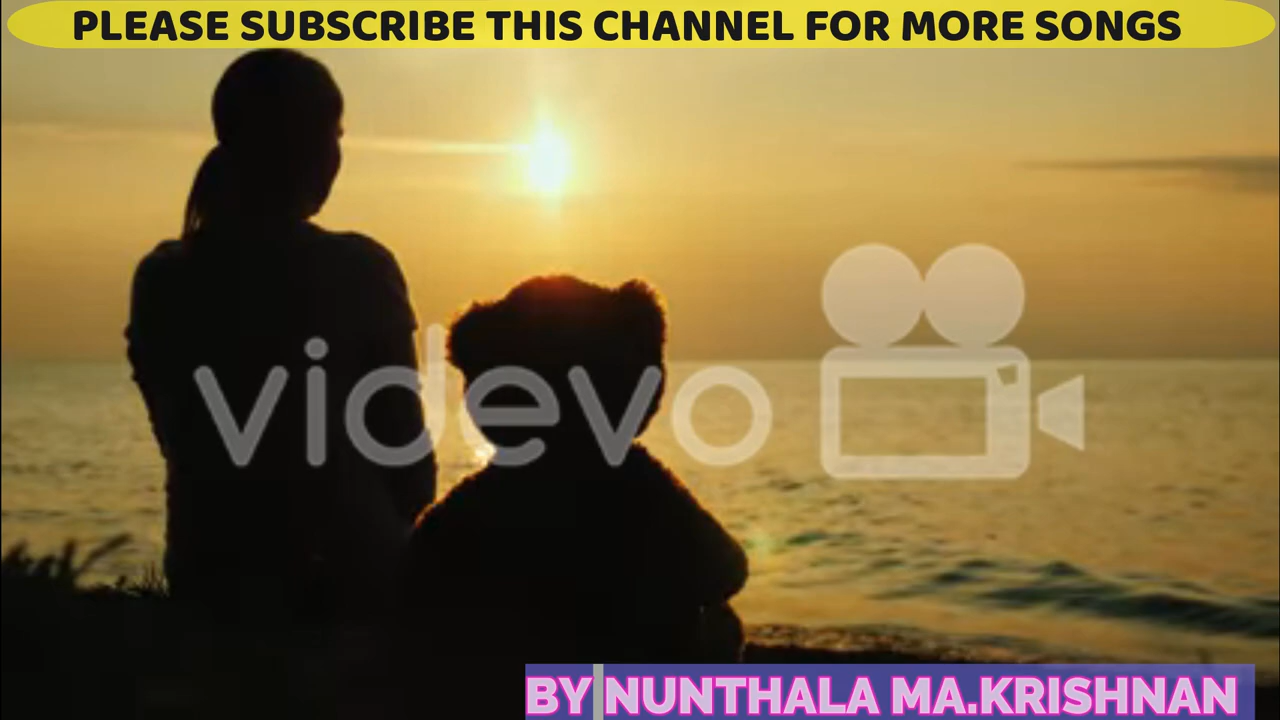 PLEASE SUBSCRIBE THIS CHANNEL FOR MORE SONGS
videvo
BY NUNTHALA MA.KRISHNAN